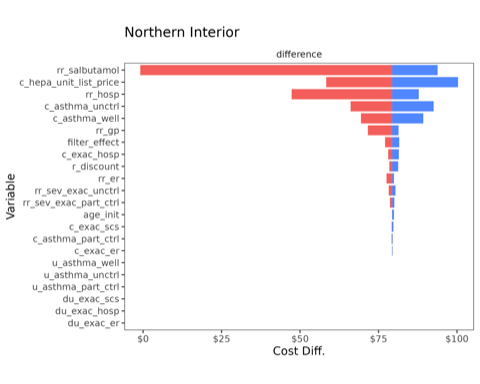 Northern Interior
difference
rr_salbutamol
c_hepa_unit_list_price
rr_hosp
c_asthma_unctrl
c_asthma_well
rr_gp
filter_effect
c_exac_hosp
r_discount
rr_er
rr_sev_exac_unctrl
rr_sev_exac_part_ctrl
age_init
c_exac_scs
c_asthma_part_ctrl
c_exac_er
u_asthma_well
u_asthma_unctrl
u_asthma_part_ctrl
du_exac_scs
du_exac_hosp
du_exac_er
Variable
$0 $25 $50 $75 $100
Cost Diff.